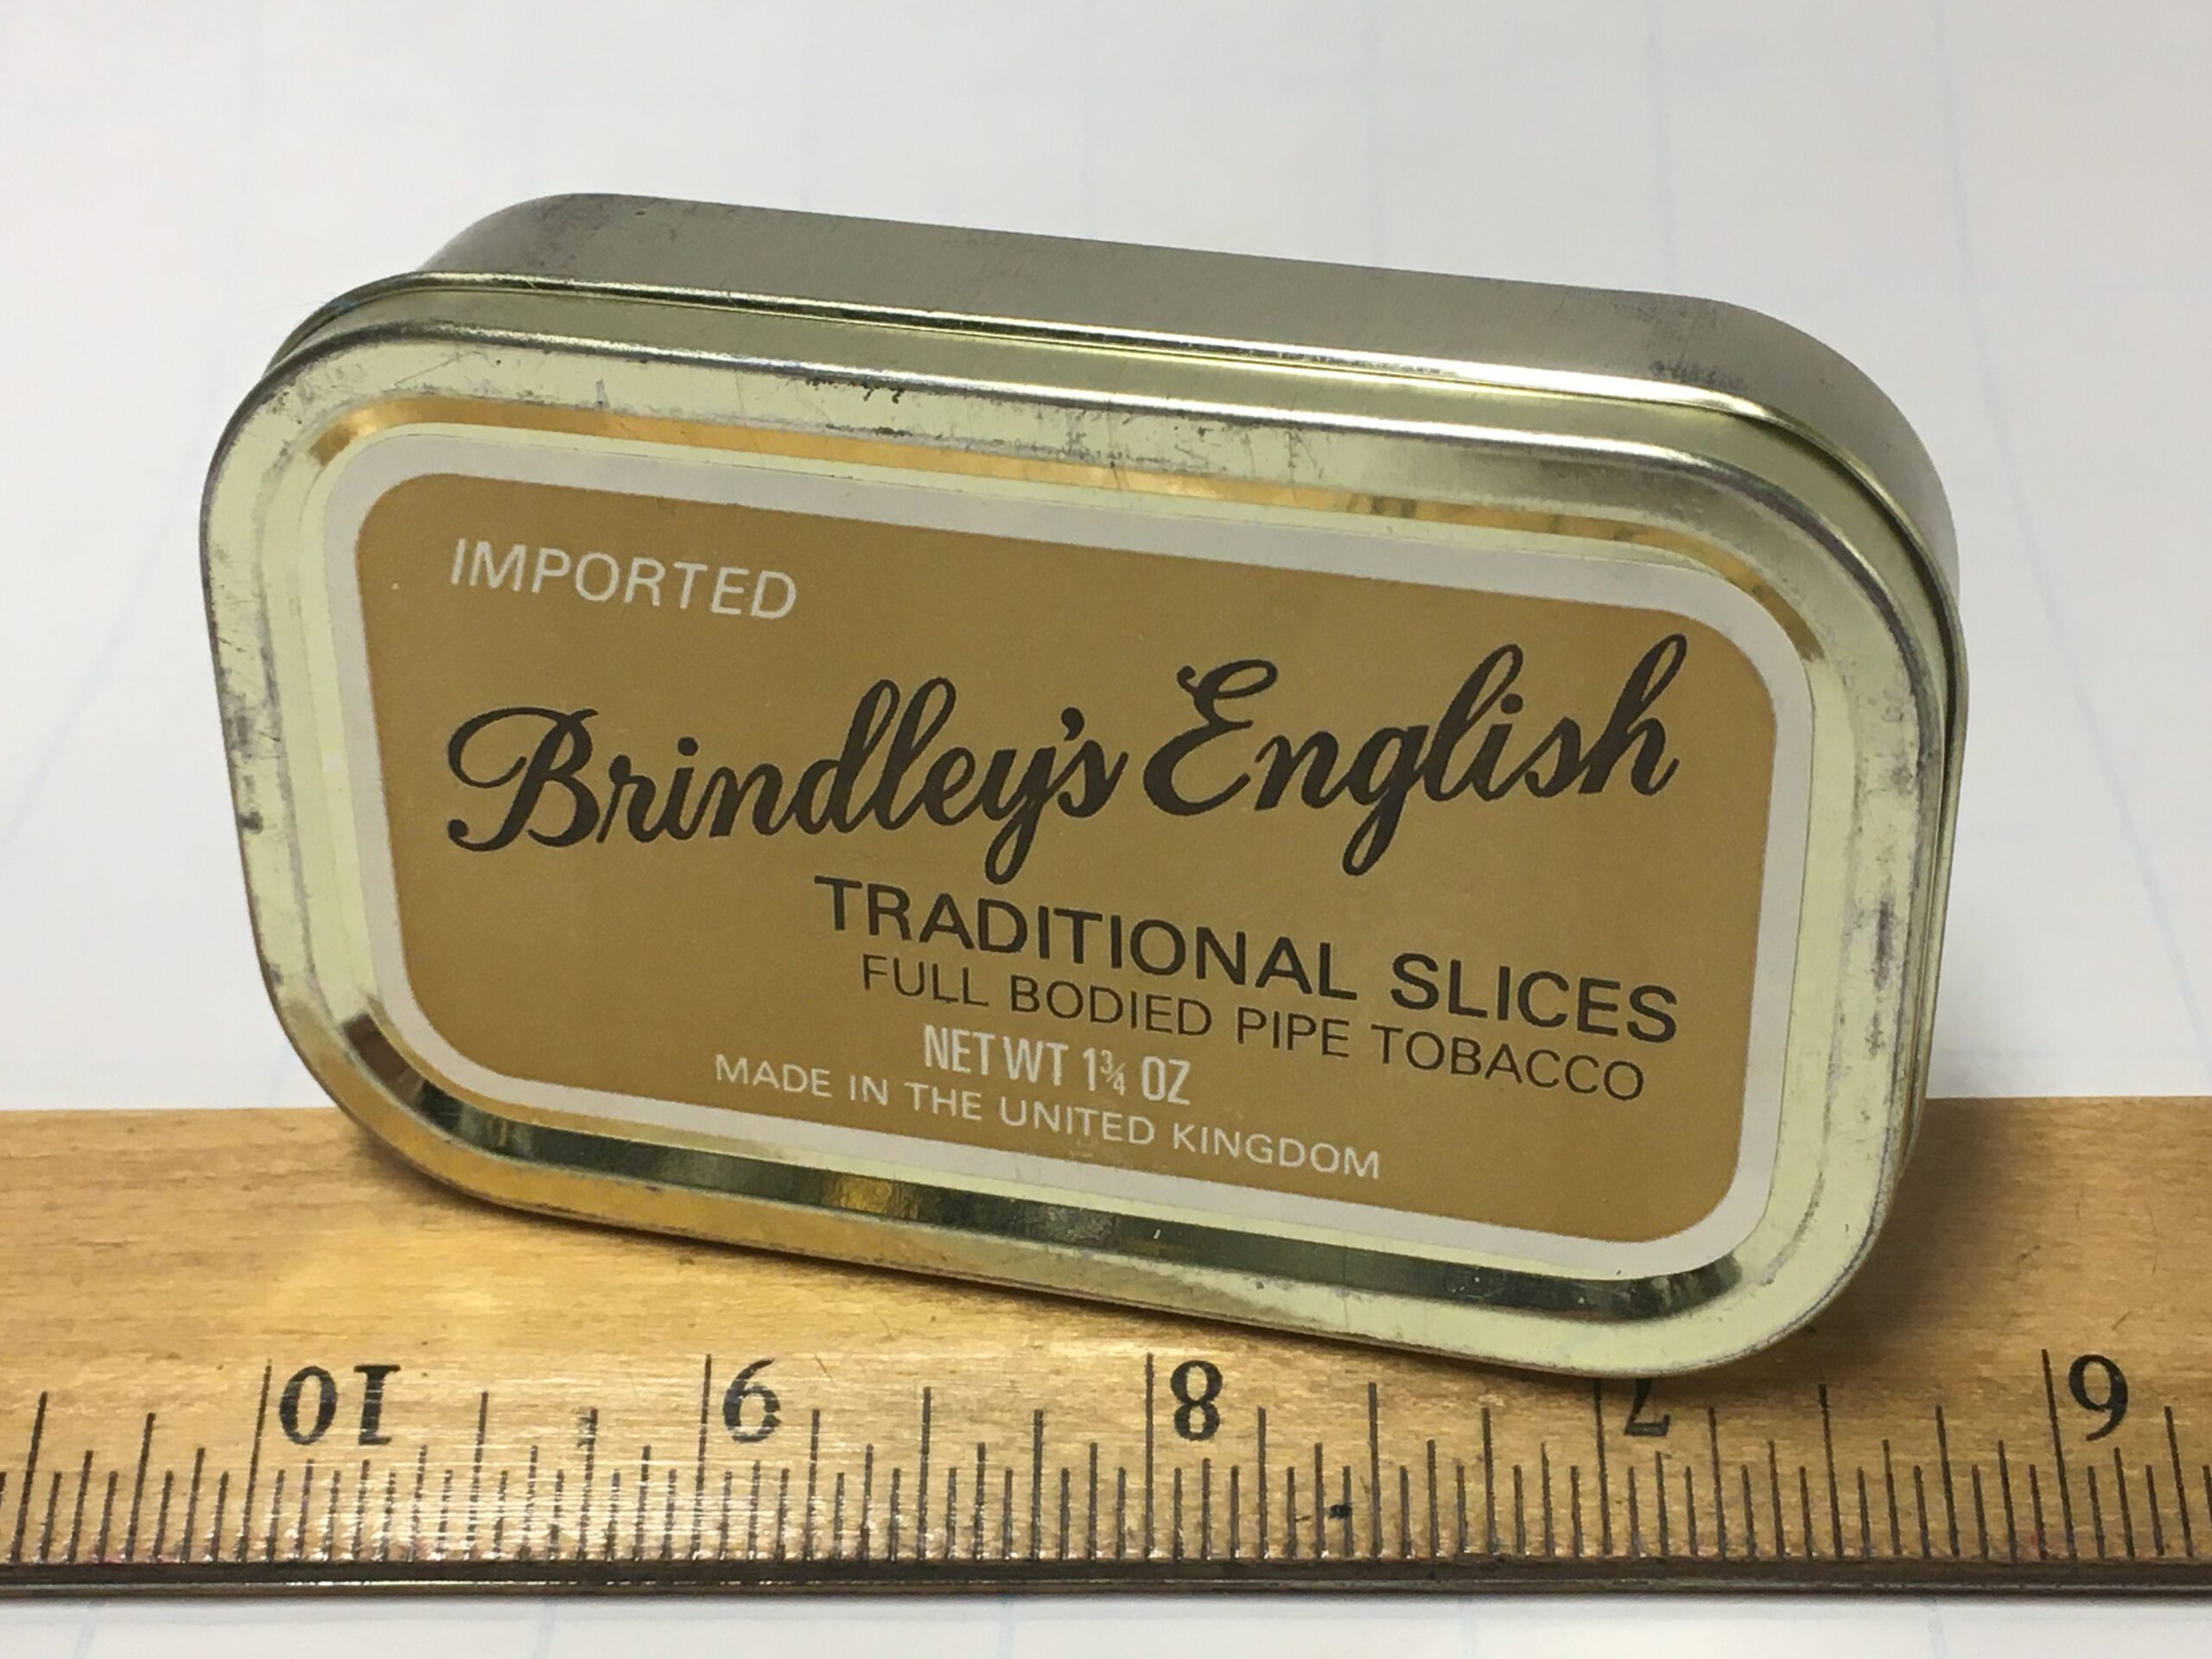 IMPORTED
Brindley's English
TRADITIONAL SLICES
FULL BODIED PIPE TOBACCO
NET WT 1¾ OZ
MADE IN THE UNITED KINGDOM
10 9 8 7 6